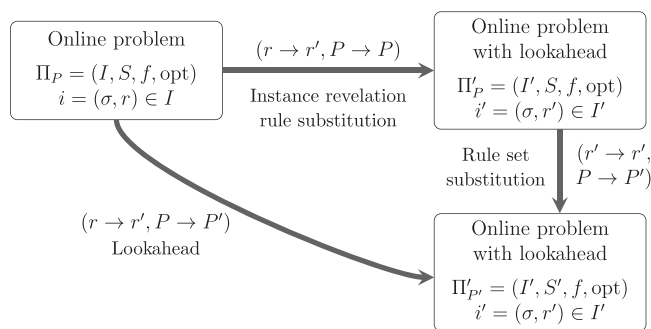 Online problem
Π_P = (I, S, f, opt)
i = (σ, r) ∈ I
(r → r′, P → P)
Instance revelation
rule substitution
Online problem
with lookahead
Π′_P = (I′, S, f, opt)
i′ = (σ, r′) ∈ I′
Rule set
substitution
(r′ → r′,
P → P′)
(r → r′, P → P′)
Lookahead
Online problem
with lookahead
Π′_P′ = (I′, S′, f, opt)
i′ = (σ, r′) ∈ I′